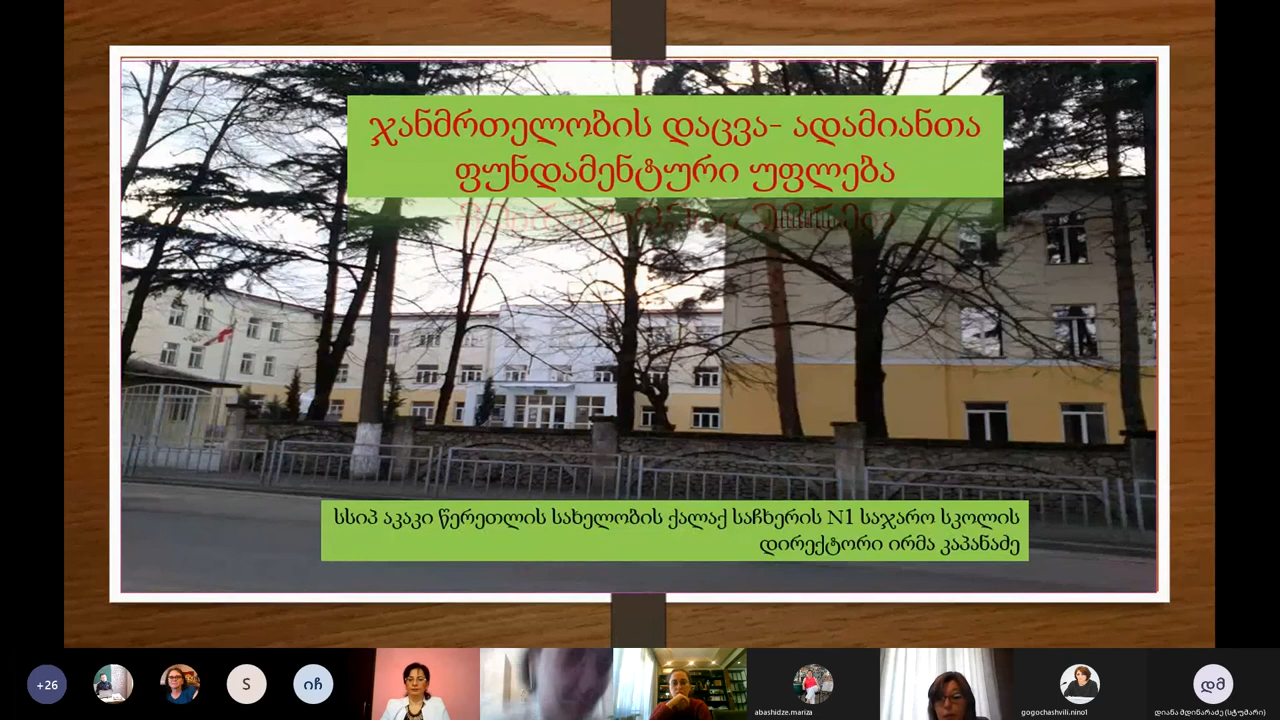 ჯანმრთელობის დაცვა- ადამიანთა
ფუნდამენტური უფლება
სსიპ აკაკი წერეთლის სახელობის ქალაქ საჩხერის N1 საჯარო სკოლის
დირექტორი ირმა კაპანაძე
+26
S
იჩ
abashidze.mariza
gogochashvili.nino1
დმ
დიანა მდინარაძე (სტუმარი)